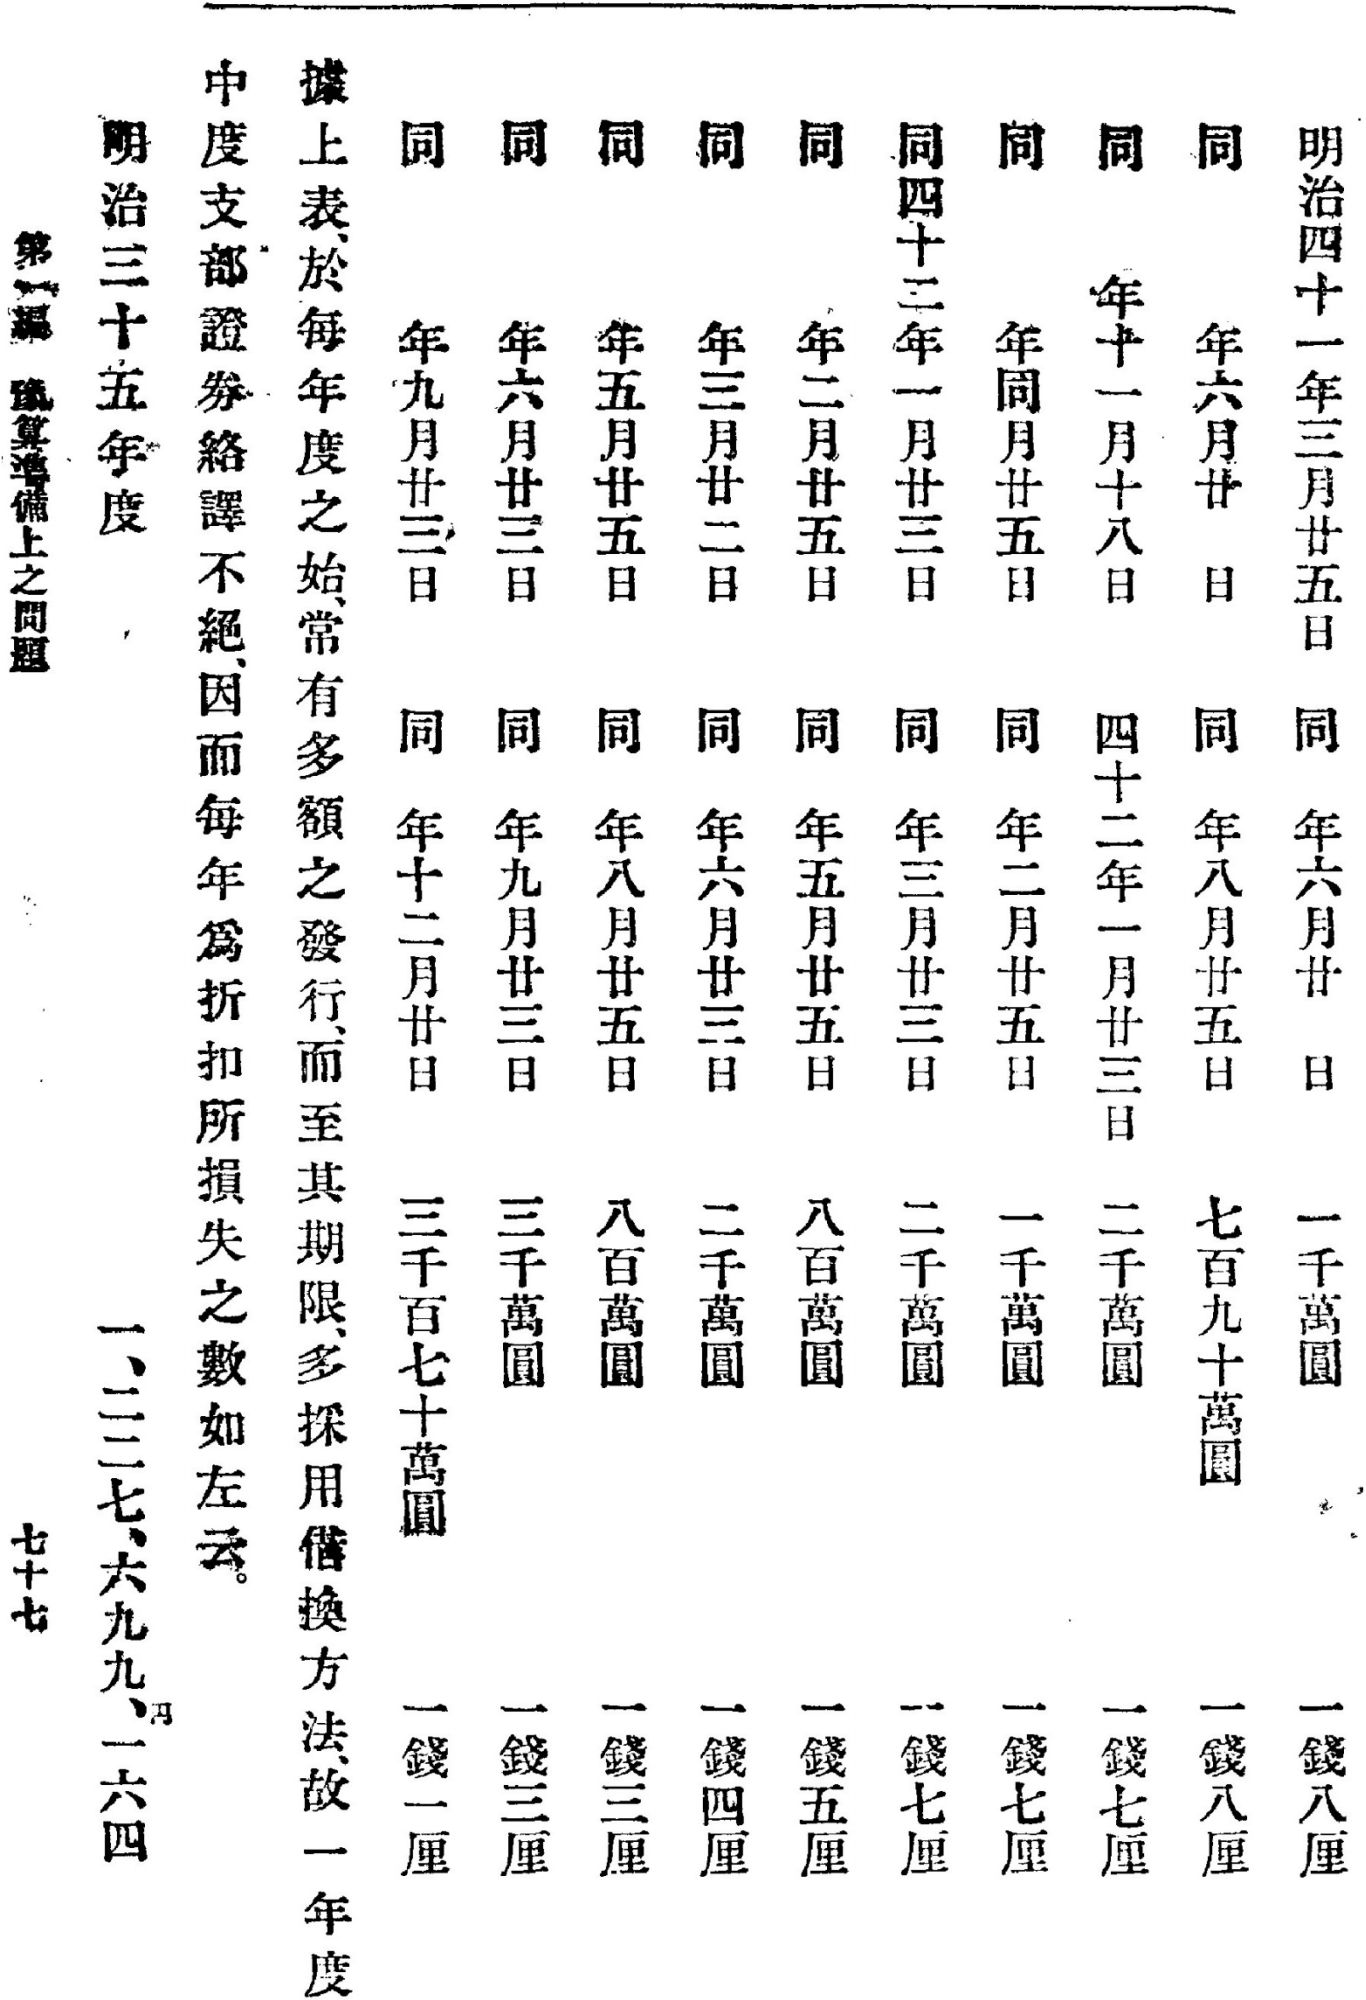 明治四十一年三月廿五日　同　年六月廿　日　一千萬圓　一錢八厘
同　年六月廿　日　同　年八月廿五日　七百九十萬圓　一錢八厘
同　年十一月十八日　四十二年一月廿三日　二千萬圓　一錢七厘
同　年同月廿五日　同　年二月廿五日　一千萬圓　一錢七厘
同四十二年一月廿三日　同　年三月廿三日　二千萬圓　一錢七厘
同　年二月廿五日　同　年五月廿五日　八百萬圓　一錢五厘
同　年三月廿二日　同　年六月廿三日　二千萬圓　一錢四厘
同　年五月廿五日　同　年八月廿五日　八百萬圓　一錢三厘
同　年六月廿三日　同　年九月廿三日　三千萬圓　一錢三厘
同　年九月廿三日　同　年十二月廿日　三千百七十萬圓　一錢一厘
據上表、於每年度之始、常有多額之發行、而至其期限、多採用借換方法、故一年度
中度支部證券絡譯不絕、因而每年爲折扣所損失之數如左云。
明治三十五年度　一、二二七、六九九、一六四円
第一編　豫算準備上之問題　七十七